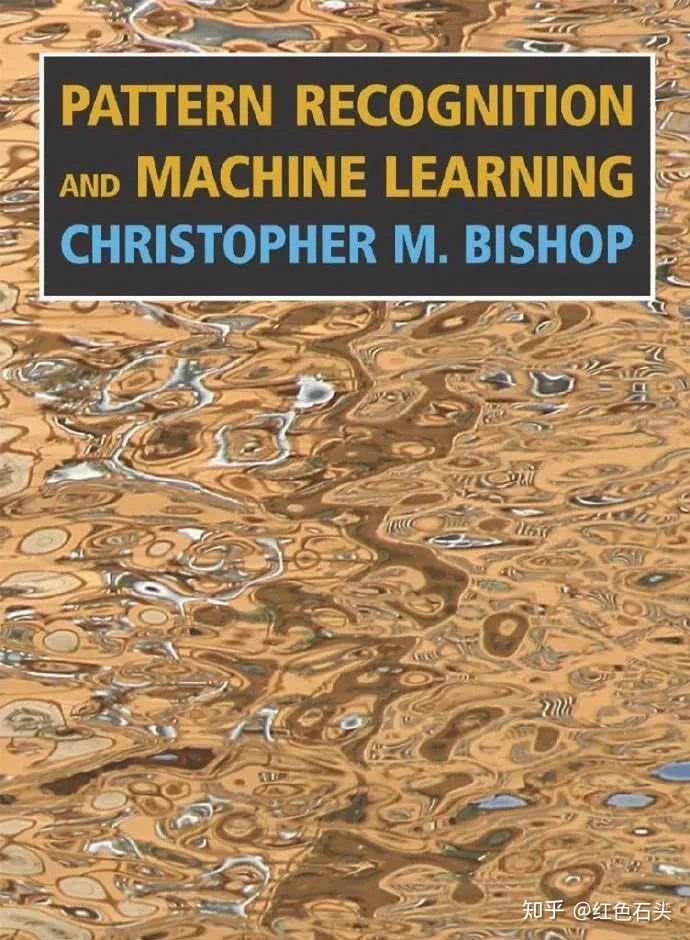 PATTERN RECOGNITION
AND MACHINE LEARNING
CHRISTOPHER M. BISHOP
知乎 @红色石头